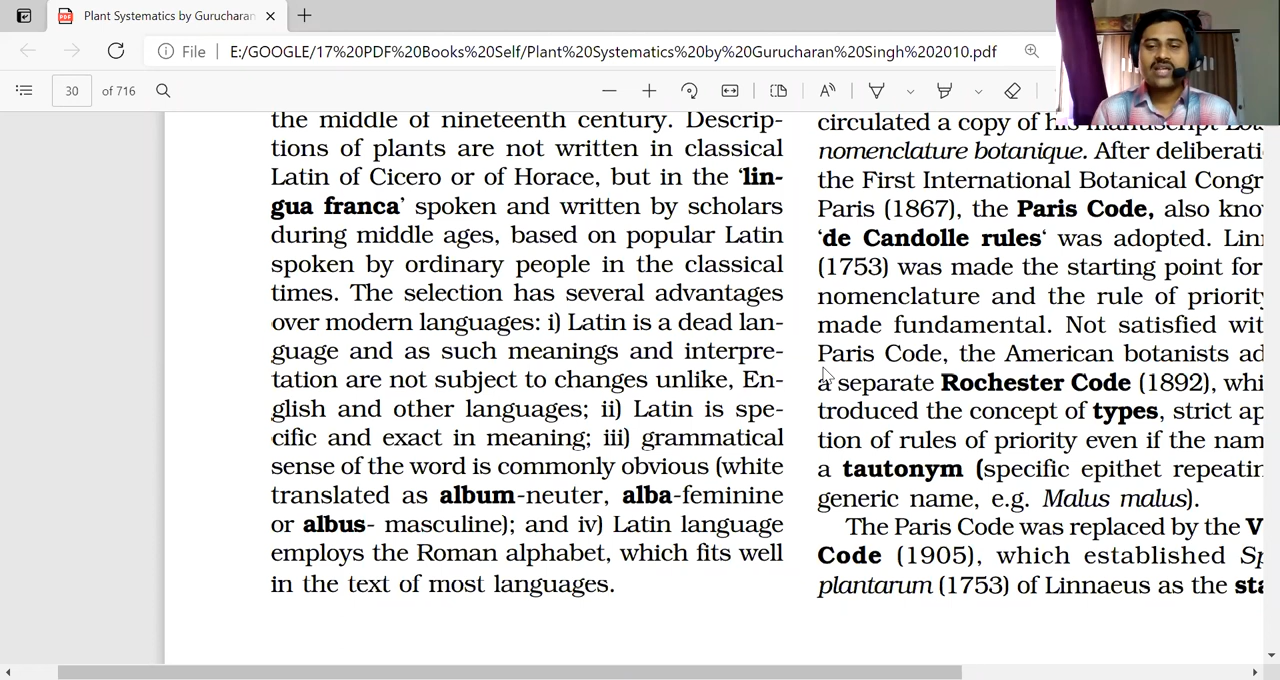 Plant Systematics by Gurucharan
File
E:/GOOGLE/17%20PDF%20Books%20Self/Plant%20Systematics%20by%20Gurucharan%20Singh%202010.pdf
30
of 716
the middle of nineteenth century. Descrip-
tions of plants are not written in classical
Latin of Cicero or of Horace, but in the ‘lin-
gua franca’ spoken and written by scholars
during middle ages, based on popular Latin
spoken by ordinary people in the classical
times. The selection has several advantages
over modern languages: i) Latin is a dead lan-
guage and as such meanings and interpre-
tation are not subject to changes unlike, En-
glish and other languages; ii) Latin is spe-
cific and exact in meaning; iii) grammatical
sense of the word is commonly obvious (white
translated as album-neuter, alba-feminine
or albus- masculine); and iv) Latin language
employs the Roman alphabet, which fits well
in the text of most languages.
circulated a copy of his manuscript
nomenclature botanique. After deliberati
the First International Botanical Congr
Paris (1867), the Paris Code, also kno
‘de Candolle rules‘ was adopted. Lin
(1753) was made the starting point for
nomenclature and the rule of priority
made fundamental. Not satisfied wit
Paris Code, the American botanists ad
a separate Rochester Code (1892), whi
troduced the concept of types, strict ap
tion of rules of priority even if the nam
a tautonym (specific epithet repeatin
generic name, e.g. Malus malus).
The Paris Code was replaced by the V
Code (1905), which established Sp
plantarum (1753) of Linnaeus as the sta